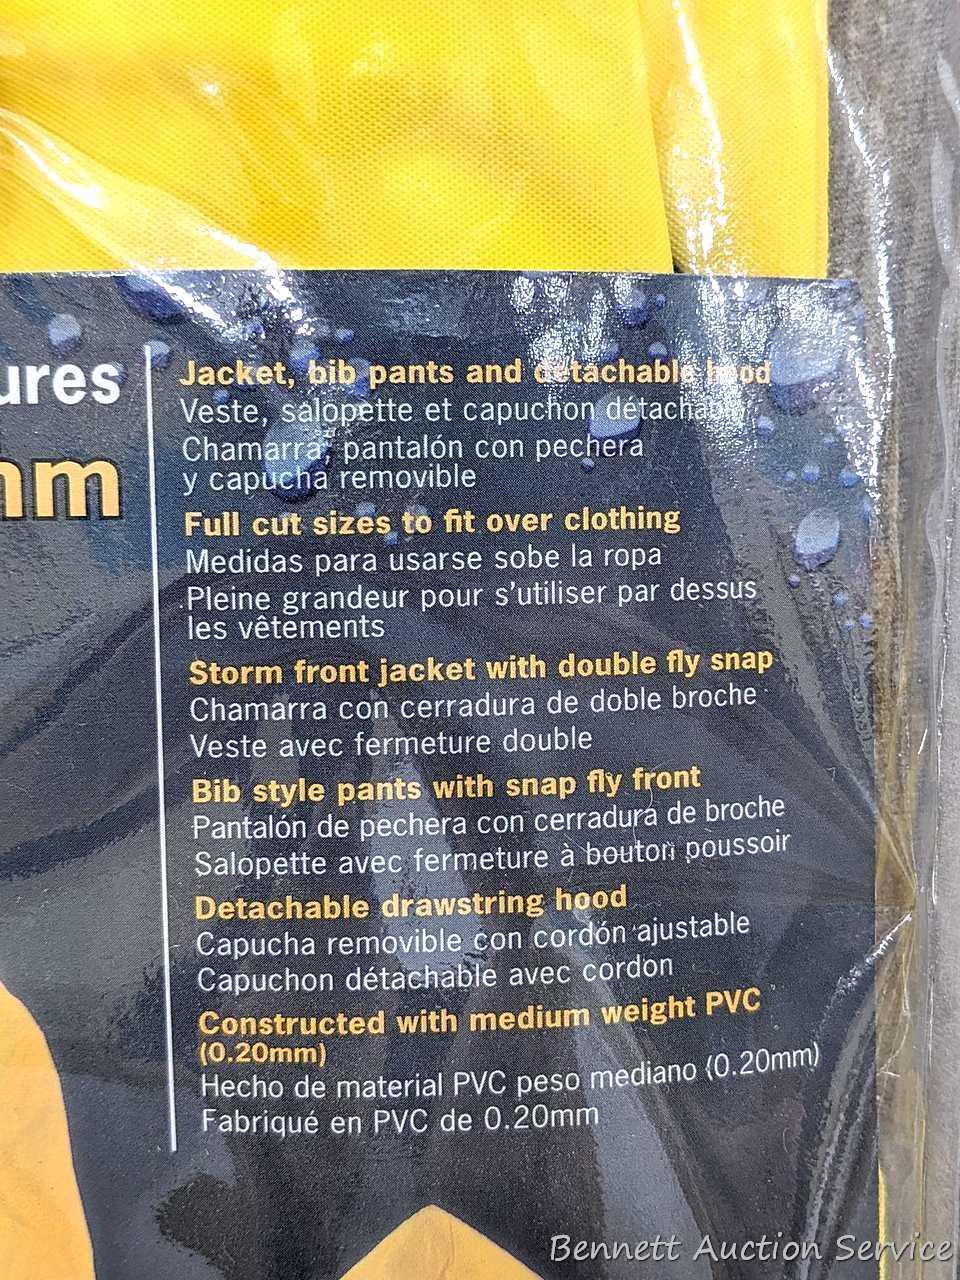 ures
mm
Jacket, bib pants and detachable hood
Veste, salopette et capuchon détachable
Chamarra, pantalón con pechera
y capucha removible
Full cut sizes to fit over clothing
Medidas para usarse sobe la ropa
Pleine grandeur pour s'utiliser par dessus
les vêtements
Storm front jacket with double fly snap
Chamarra con cerradura de doble broche
Veste avec fermeture double
Bib style pants with snap fly front
Pantalón de pechera con cerradura de broche
Salopette avec fermeture à bouton poussoir
Detachable drawstring hood
Capucha removible con cordón ajustable
Capuchon détachable avec cordon
Constructed with medium weight PVC
(0.20mm)
Hecho de material PVC peso mediano (0.20mm)
Fabriqué en PVC de 0.20mm
Bennett Auction Service